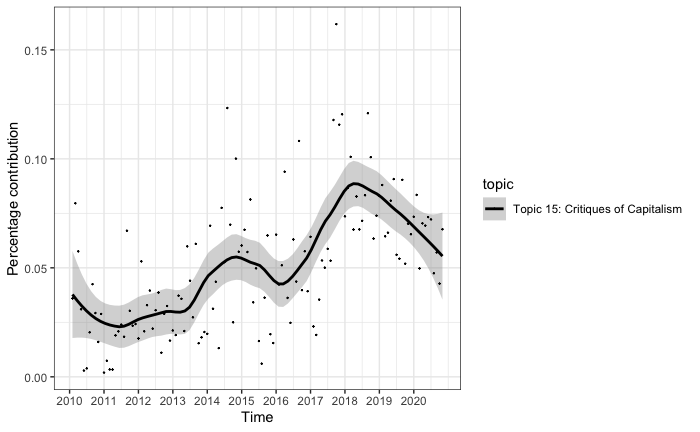 0.15
0.10
0.05
0.00
Percentage contribution
2010 2011 2012 2013 2014 2015 2016 2017 2018 2019 2020
Time
topic
Topic 15: Critiques of Capitalism